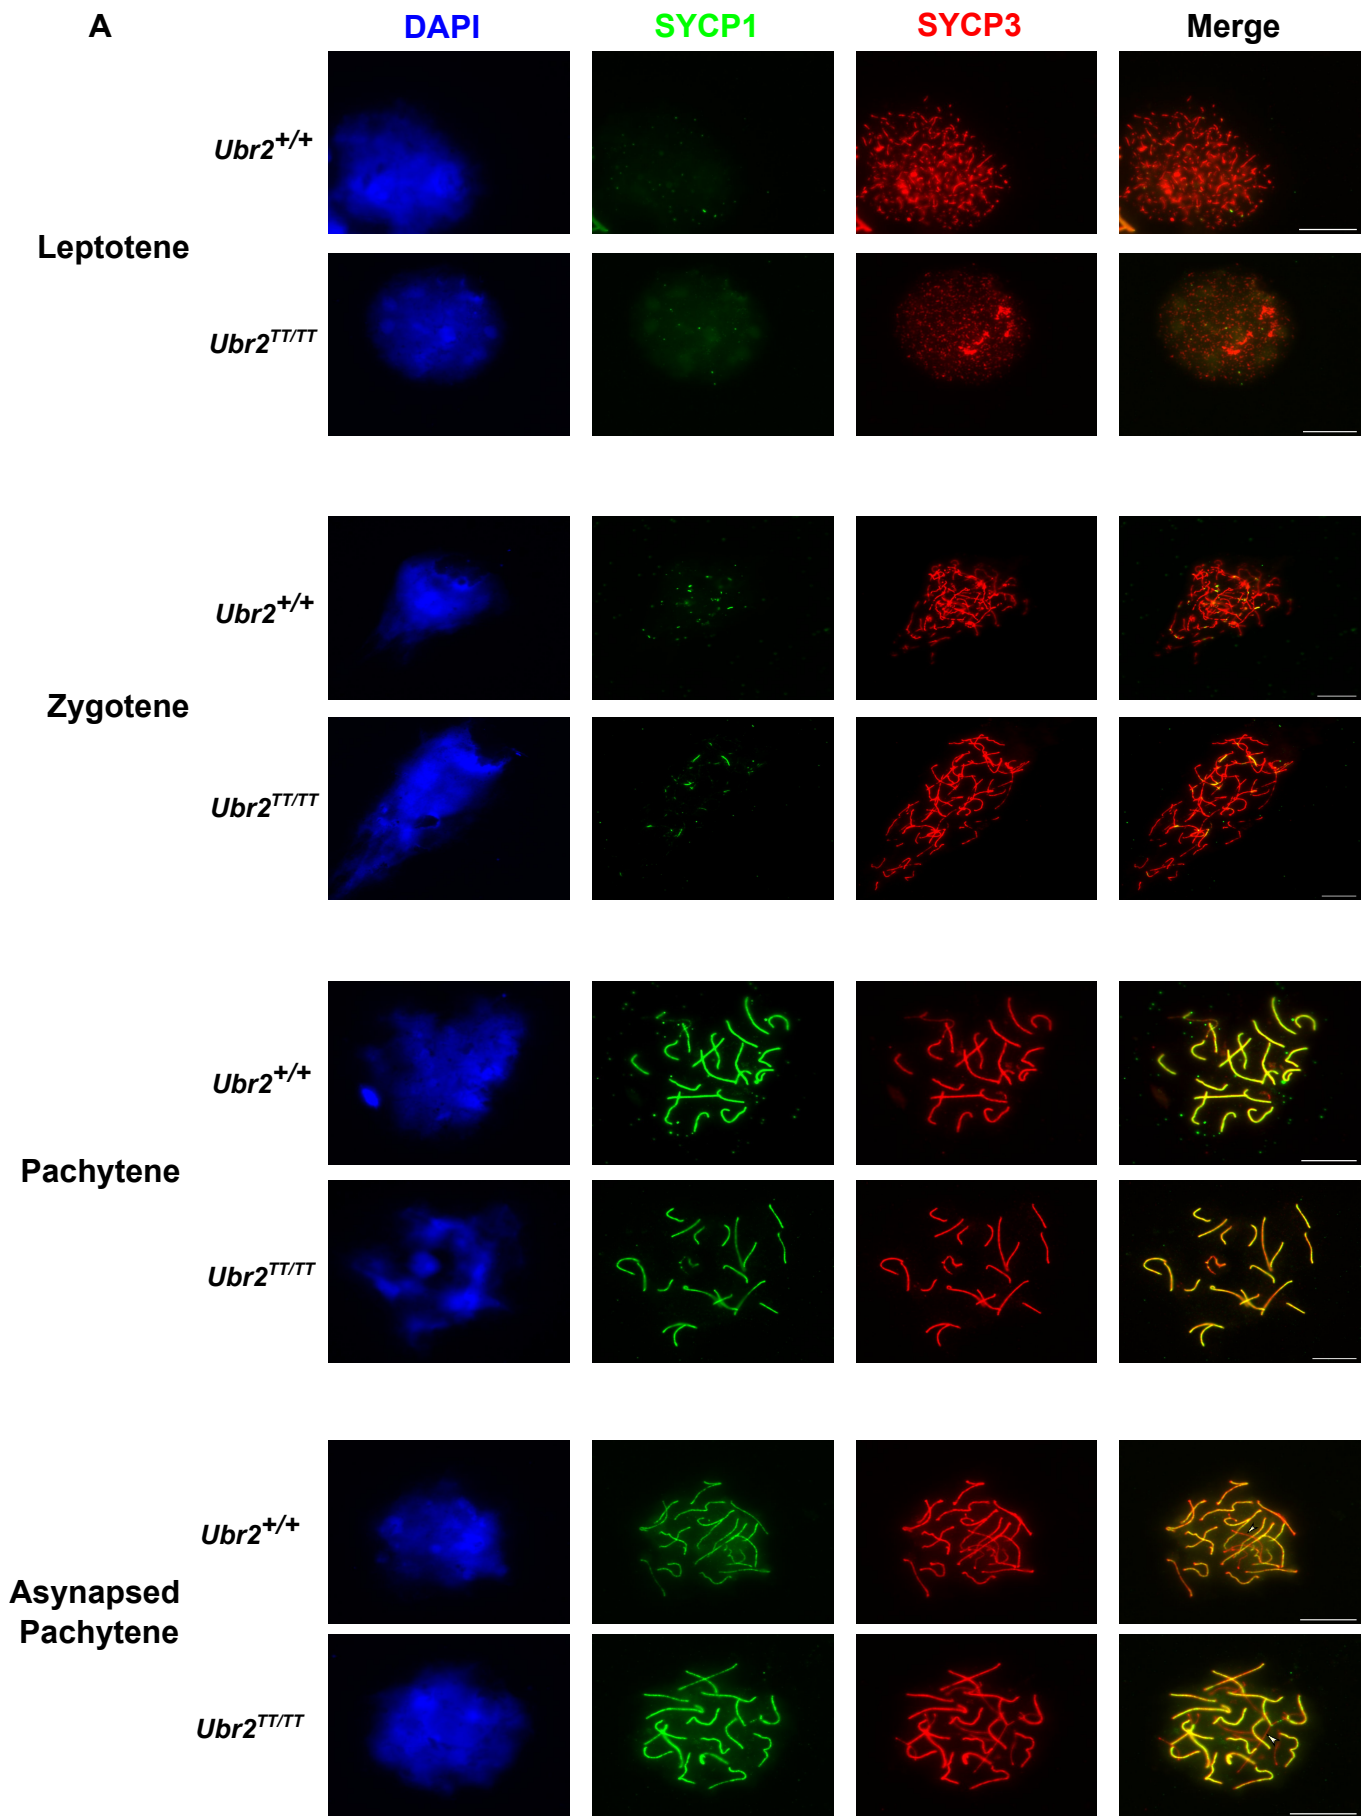 A DAPI SYCP1 SYCP3 Merge
Ubr2+/+
Leptotene
Ubr2TT/TT
Ubr2+/+
Zygotene
Ubr2TT/TT
Ubr2+/+
Pachytene
Ubr2TT/TT
Ubr2+/+
Asynapsed
Pachytene
Ubr2TT/TT